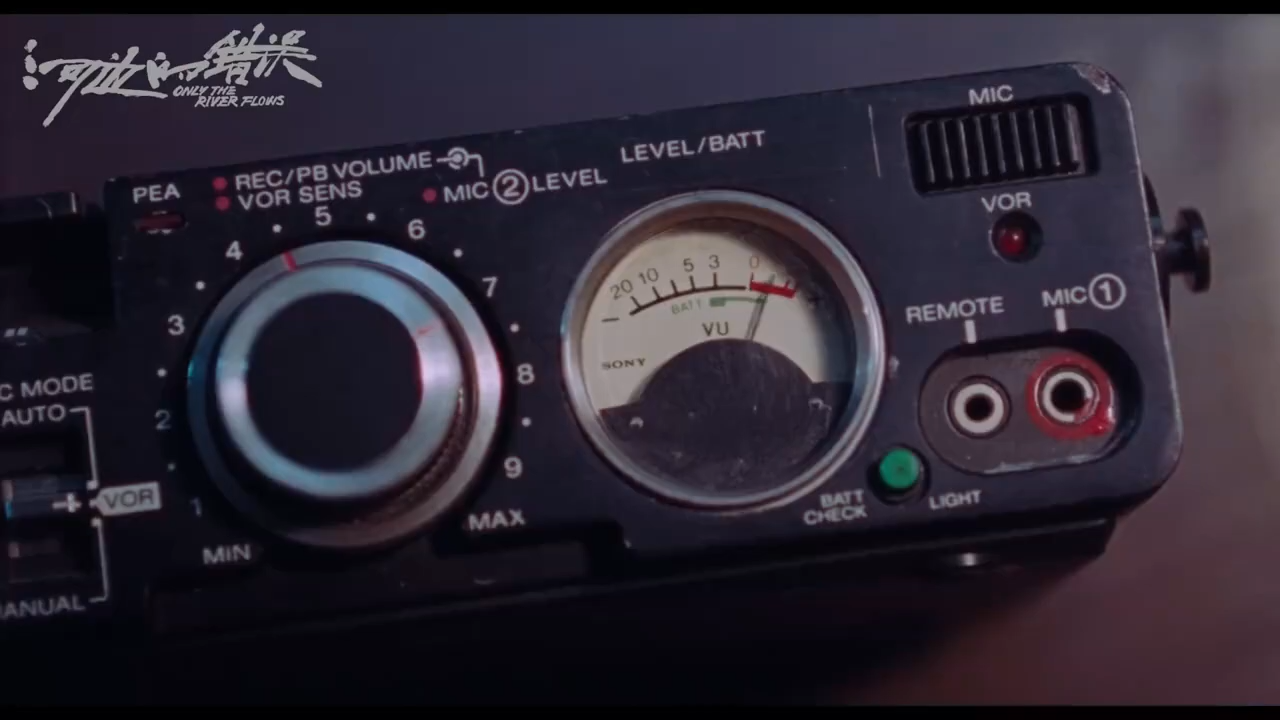 河边的错误
ONLY THE
RIVER FLOWS
MIC
LEVEL/BATT
PEA
REC/PB VOLUME
VOR SENS
MIC ② LEVEL
VOR
4
5
6
20 10 5 3 0
3
7
BATT
REMOTE
MIC ①
VU
SONY
C MODE
AUTO
2
8
VOR
1
9
BATT
CHECK
LIGHT
MAX
MIN
MANUAL